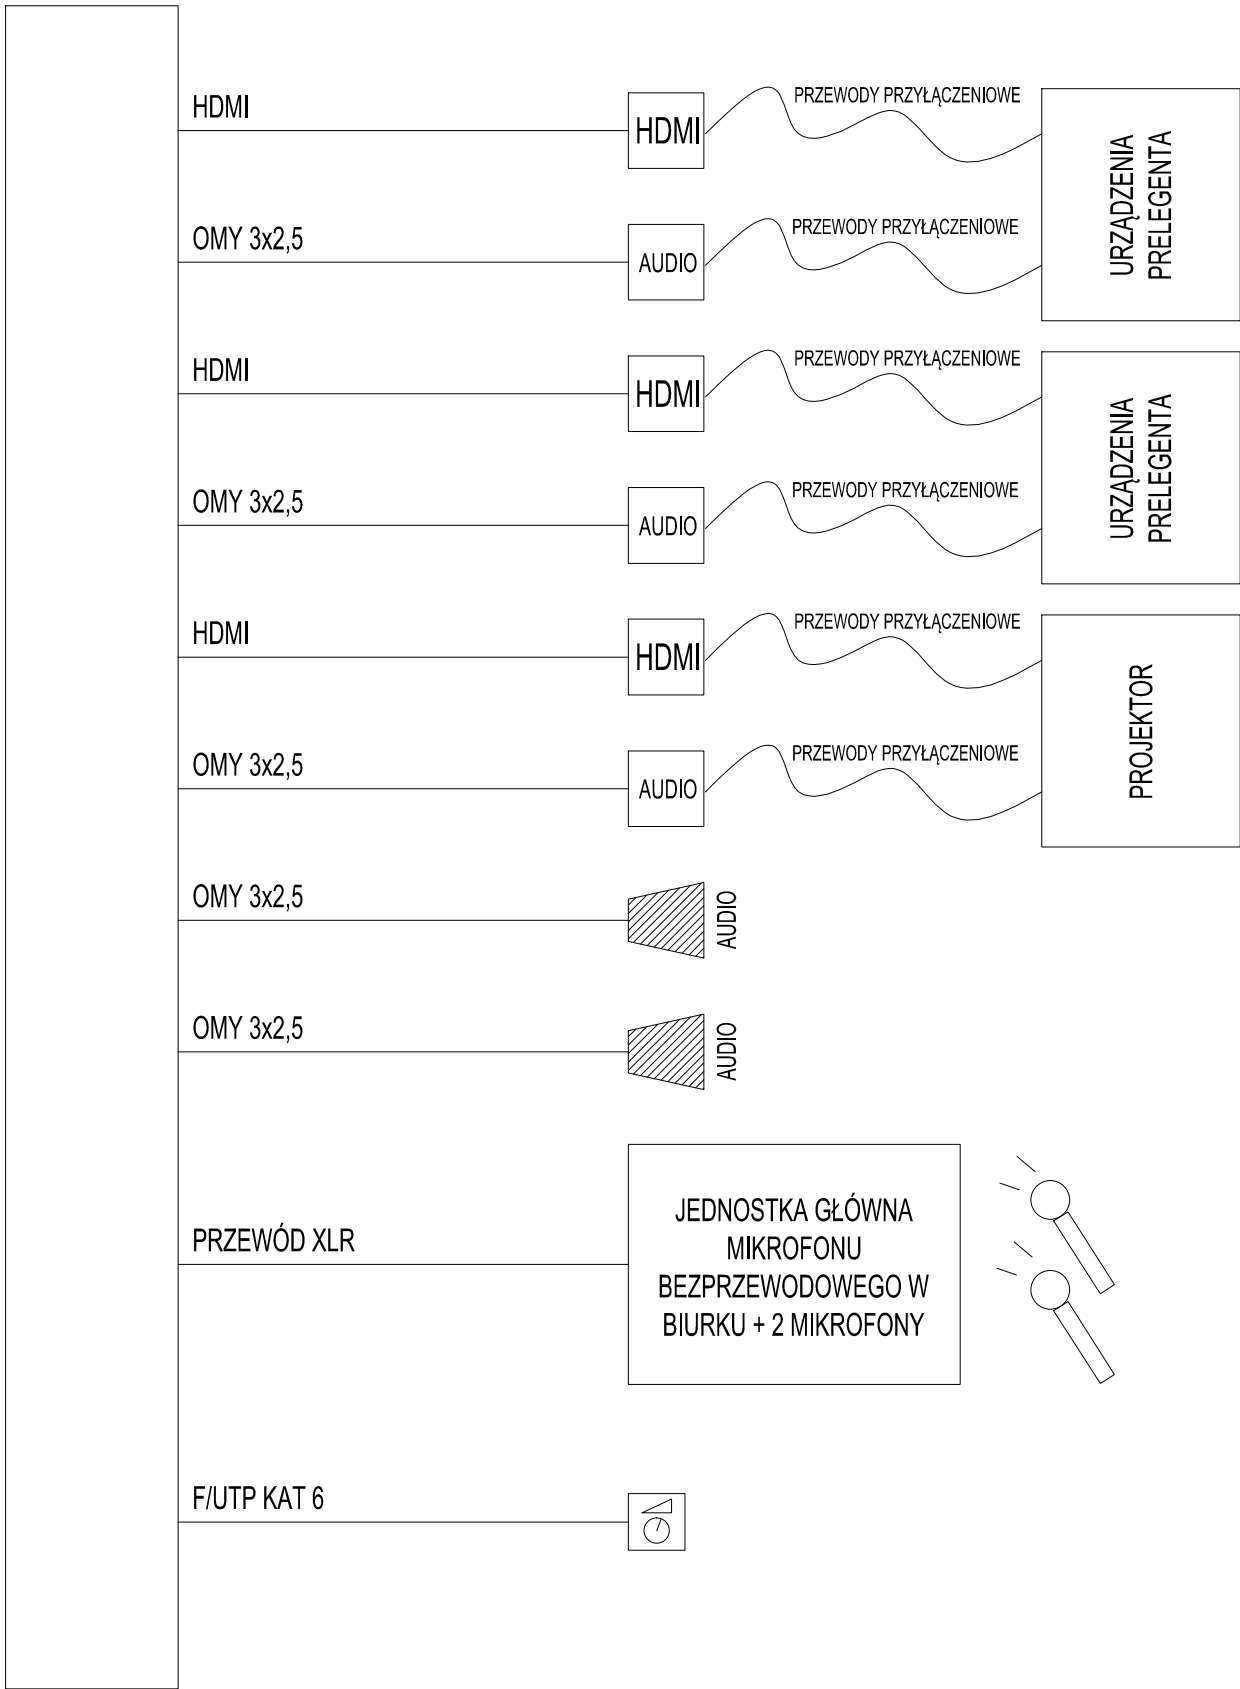 HDMI
HDMI
PRZEWODY PRZYŁĄCZENIOWE
URZĄDZENIA
PRELEGENTA
OMY 3x2,5
AUDIO
PRZEWODY PRZYŁĄCZENIOWE
HDMI
HDMI
PRZEWODY PRZYŁĄCZENIOWE
URZĄDZENIA
PRELEGENTA
OMY 3x2,5
AUDIO
PRZEWODY PRZYŁĄCZENIOWE
HDMI
HDMI
PRZEWODY PRZYŁĄCZENIOWE
PROJEKTOR
OMY 3x2,5
AUDIO
PRZEWODY PRZYŁĄCZENIOWE
OMY 3x2,5
AUDIO
OMY 3x2,5
AUDIO
PRZEWÓD XLR
JEDNOSTKA GŁÓWNA
MIKROFONU
BEZPRZEWODOWEGO W
BIURKU + 2 MIKROFONY
F/UTP KAT 6